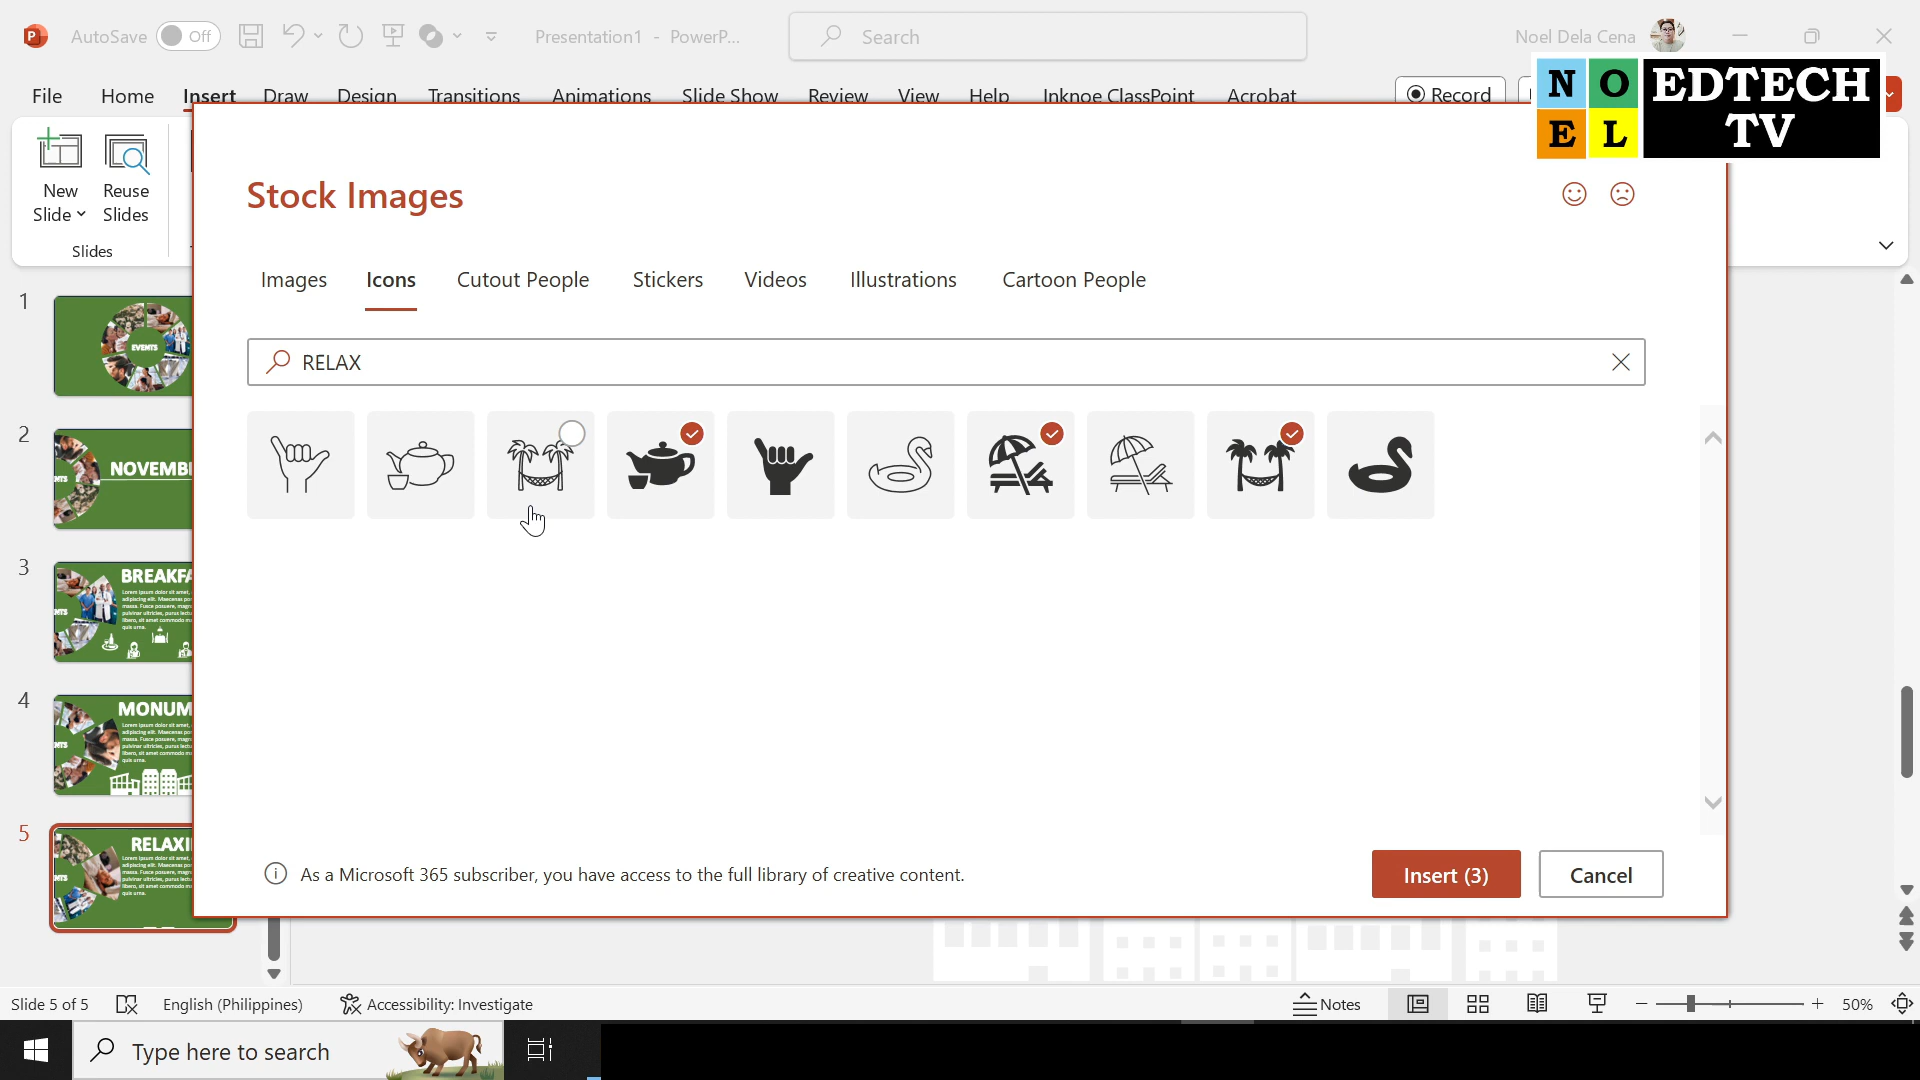 AutoSave Off Presentation1 - PowerP... Search Noel Dela Cena
File Home Insert Draw Design Transitions Animations Slide Show Review View Help Inknoe ClassPoint Acrobat Record
N O EDTECH
E L TV
New Slide
Reuse Slides
Slides
Stock Images
Images Icons Cutout People Stickers Videos Illustrations Cartoon People
RELAX
1
EVENTS
2
NOVEMB
3
BREAKFA
4
MONUM
5
RELAXI
As a Microsoft 365 subscriber, you have access to the full library of creative content.
Insert (3) Cancel
Slide 5 of 5 English (Philippines) Accessibility: Investigate Notes 50%
Type here to search